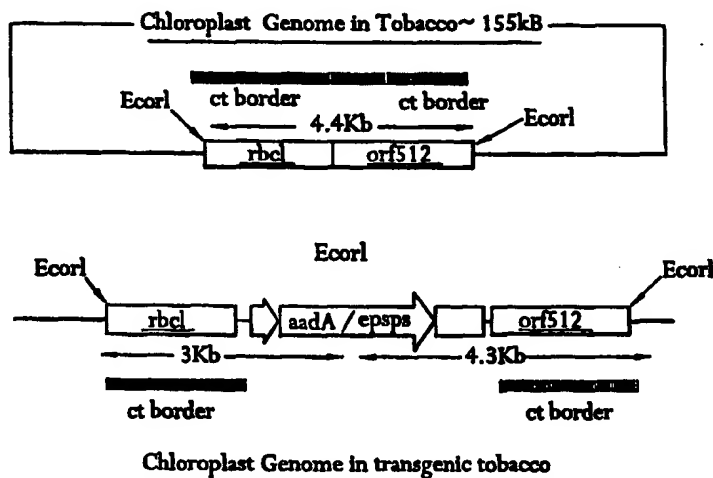 Chloroplast Genome in Tobacco~ 155kB
ct border ct border
EcorI EcorI
4.4Kb
rbcl orf512
EcorI
EcorI EcorI
rbcl aadA / epsps orf512
3Kb 4.3Kb
ct border ct border
Chloroplast Genome in transgenic tobacco